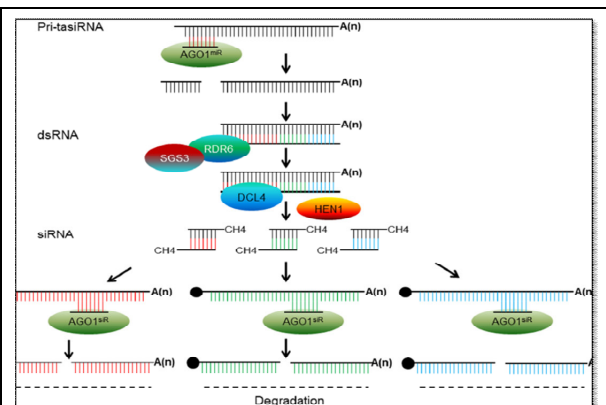 Pri-tasiRNA
A(n)
AGO1miR
A(n)
dsRNA
A(n)
SGS3 RDR6
A(n)
DCL4 HEN1
siRNA
CH4 CH4 CH4
CH4 CH4 CH4
A(n) A(n) A(n
AGO1siR AGO1siR AGO1siR
A(n) A(n) A(n
Degradation